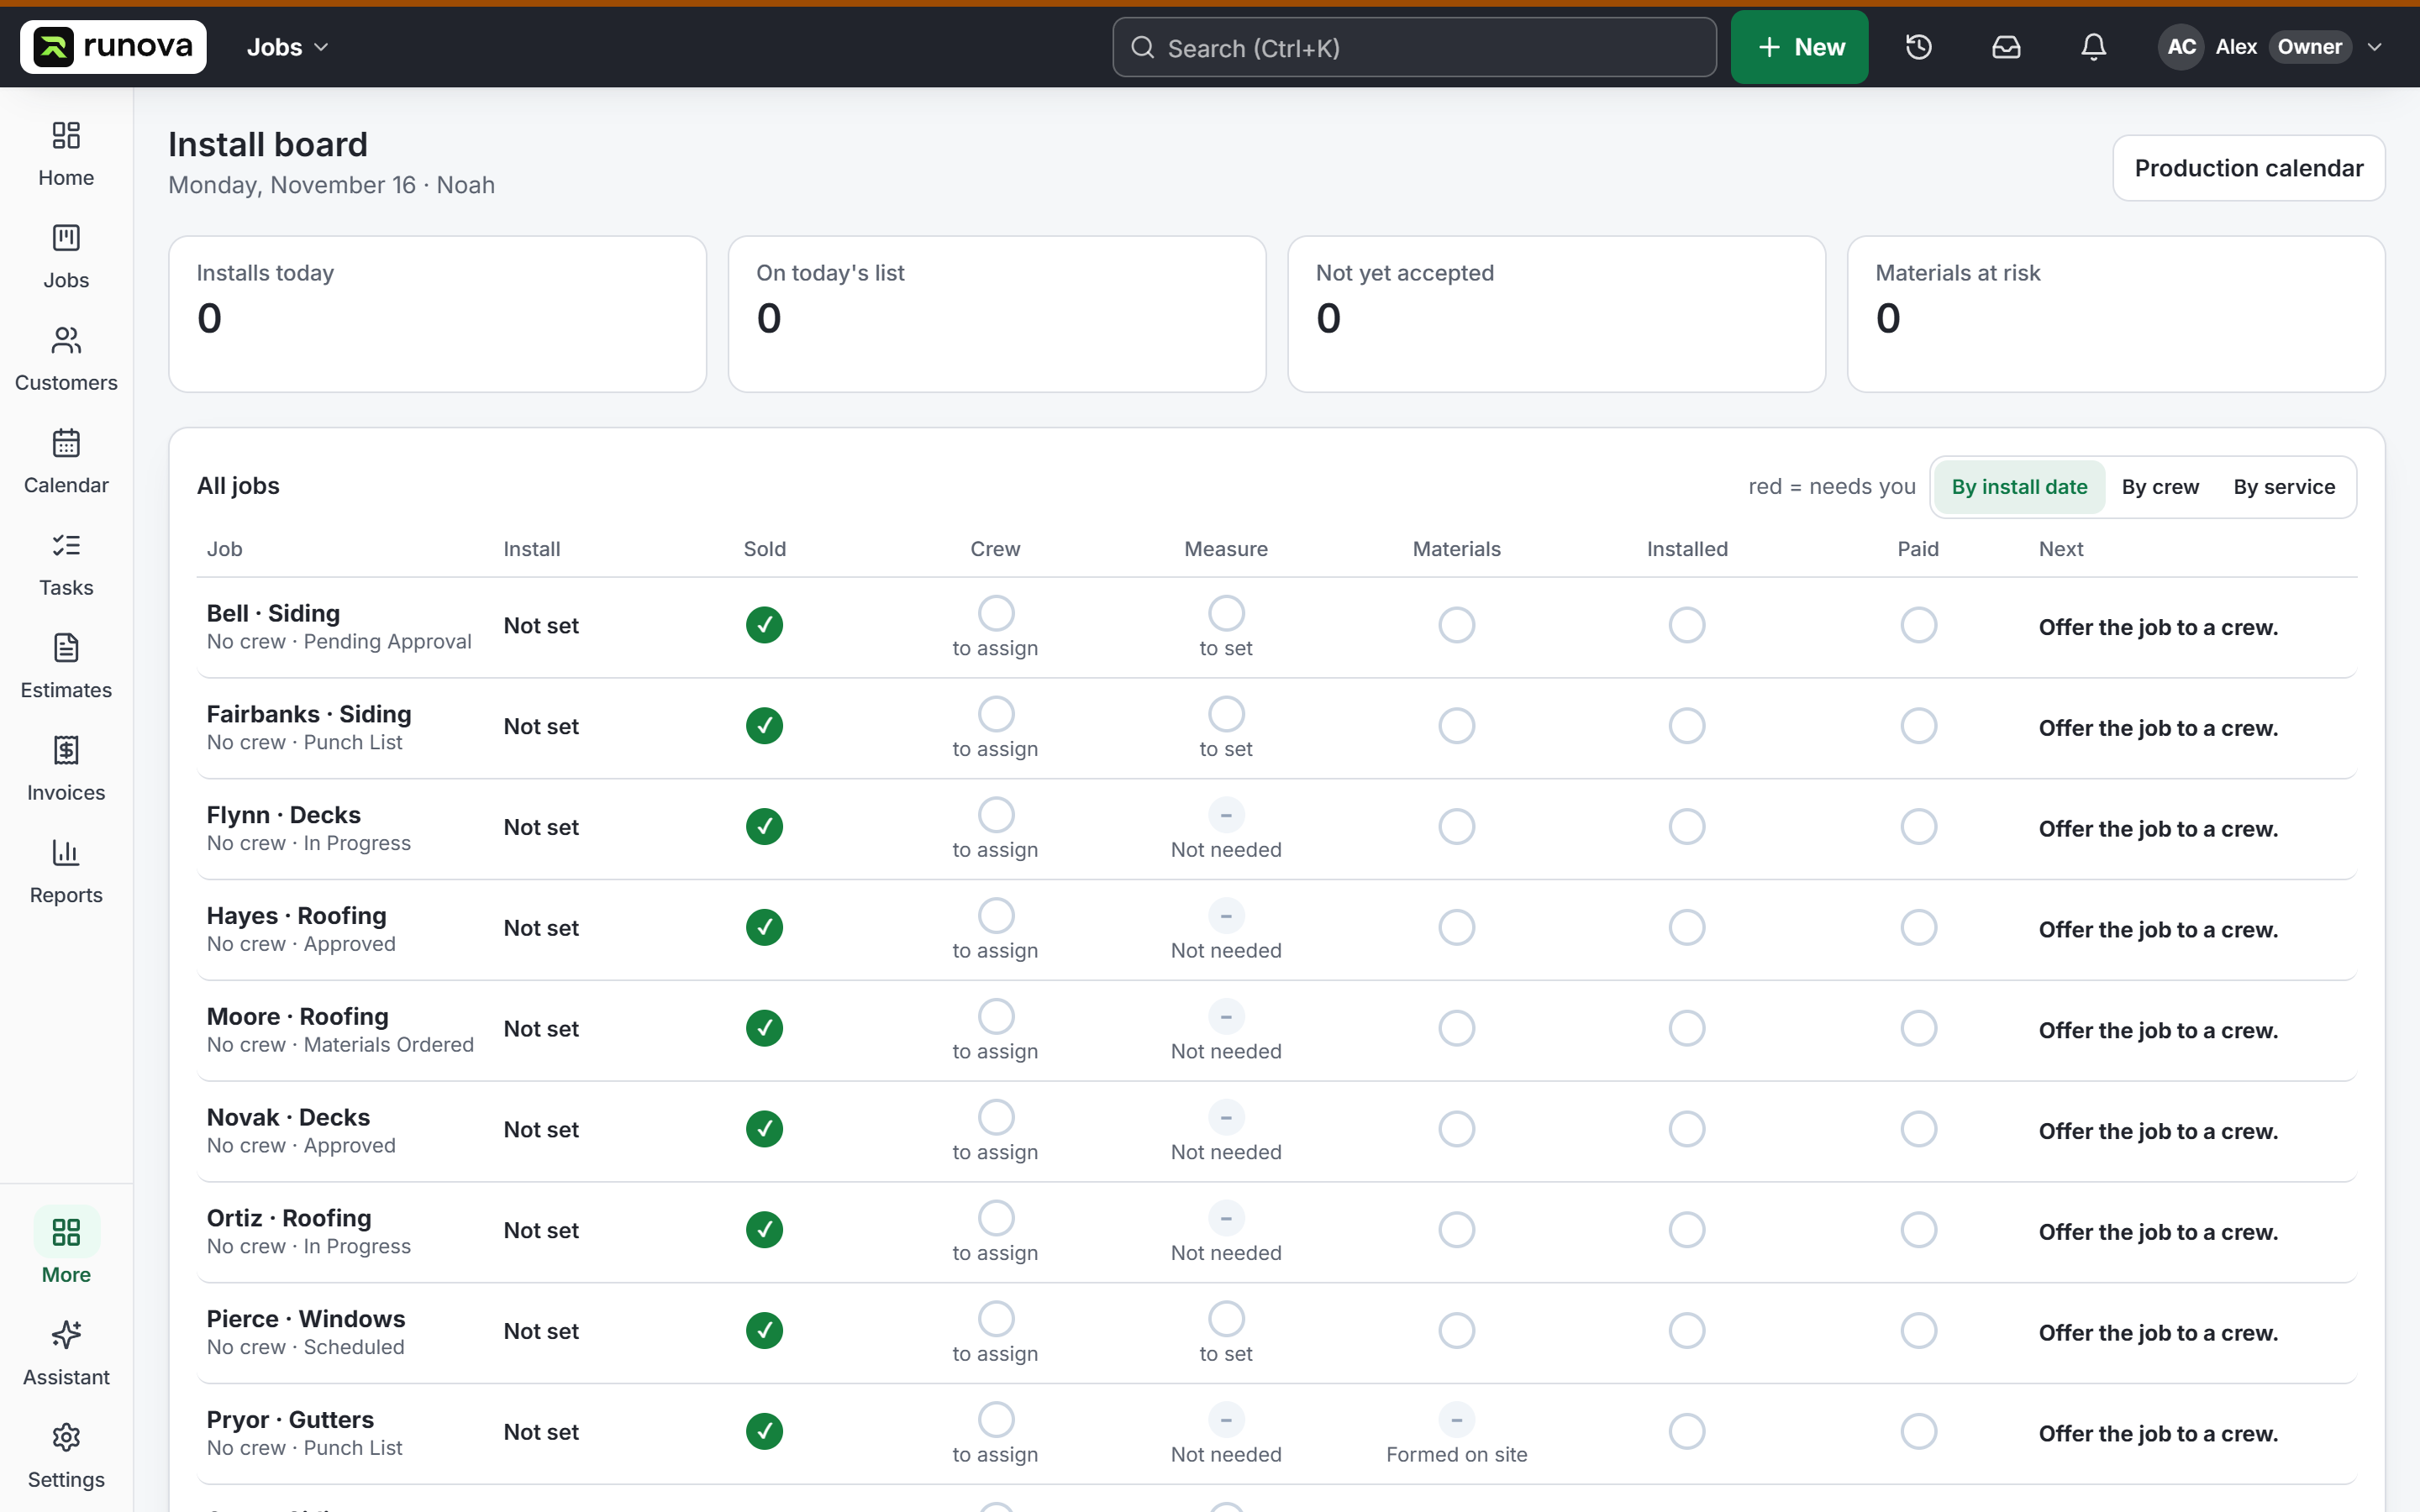 runova
Jobs
Search (Ctrl+K)
New
AC Alex Owner
Home
Jobs
Customers
Calendar
Tasks
Estimates
Invoices
Reports
More
Assistant
Settings
Install board
Monday, November 16 · Noah
Production calendar
Installs today
0
On today's list
0
Not yet accepted
0
Materials at risk
0
All jobs
red = needs you
By install date By crew By service
Job Install Sold Crew Measure Materials Installed Paid Next
Bell · Siding
No crew · Pending Approval
Not set
to assign
to set
Offer the job to a crew.
Fairbanks · Siding
No crew · Punch List
Not set
to assign
to set
Offer the job to a crew.
Flynn · Decks
No crew · In Progress
Not set
to assign
Not needed
Offer the job to a crew.
Hayes · Roofing
No crew · Approved
Not set
to assign
Not needed
Offer the job to a crew.
Moore · Roofing
No crew · Materials Ordered
Not set
to assign
Not needed
Offer the job to a crew.
Novak · Decks
No crew · Approved
Not set
to assign
Not needed
Offer the job to a crew.
Ortiz · Roofing
No crew · In Progress
Not set
to assign
Not needed
Offer the job to a crew.
Pierce · Windows
No crew · Scheduled
Not set
to assign
to set
Offer the job to a crew.
Pryor · Gutters
No crew · Punch List
Not set
to assign
Not needed
Formed on site
Offer the job to a crew.